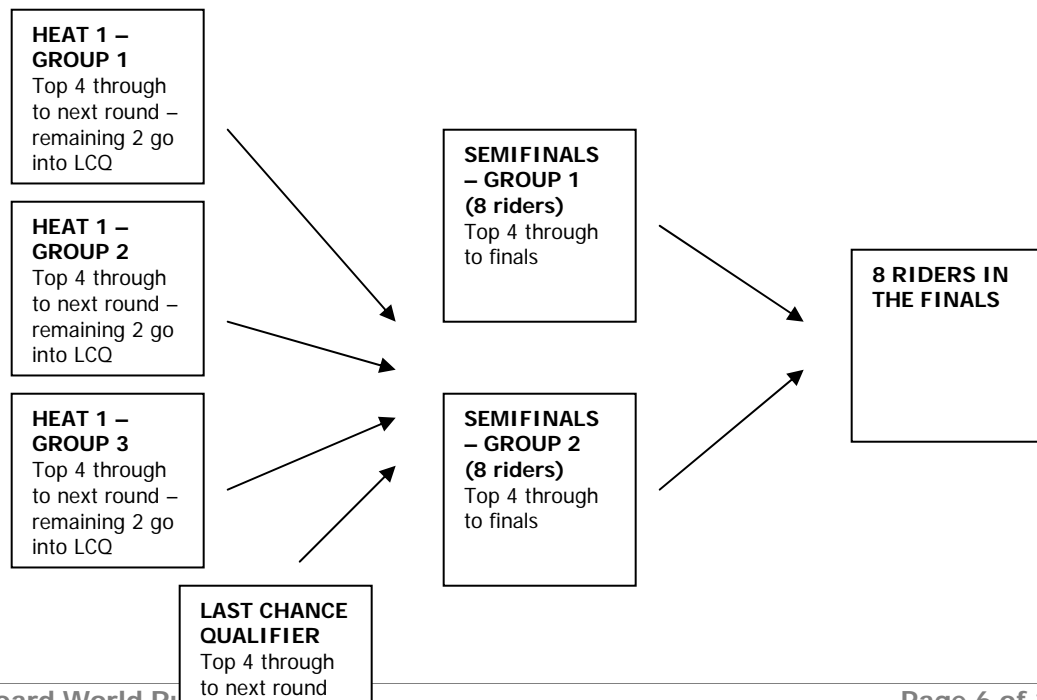 HEAT 1 –
GROUP 1
Top 4 through
to next round –
remaining 2 go
into LCQ
HEAT 1 –
GROUP 2
Top 4 through
to next round –
remaining 2 go
into LCQ
HEAT 1 –
GROUP 3
Top 4 through
to next round –
remaining 2 go
into LCQ
LAST CHANCE
QUALIFIER
Top 4 through
to next round
SEMIFINALS
– GROUP 1
(8 riders)
Top 4 through
to finals
SEMIFINALS
– GROUP 2
(8 riders)
Top 4 through
to finals
8 RIDERS IN
THE FINALS
World
Page 6 of